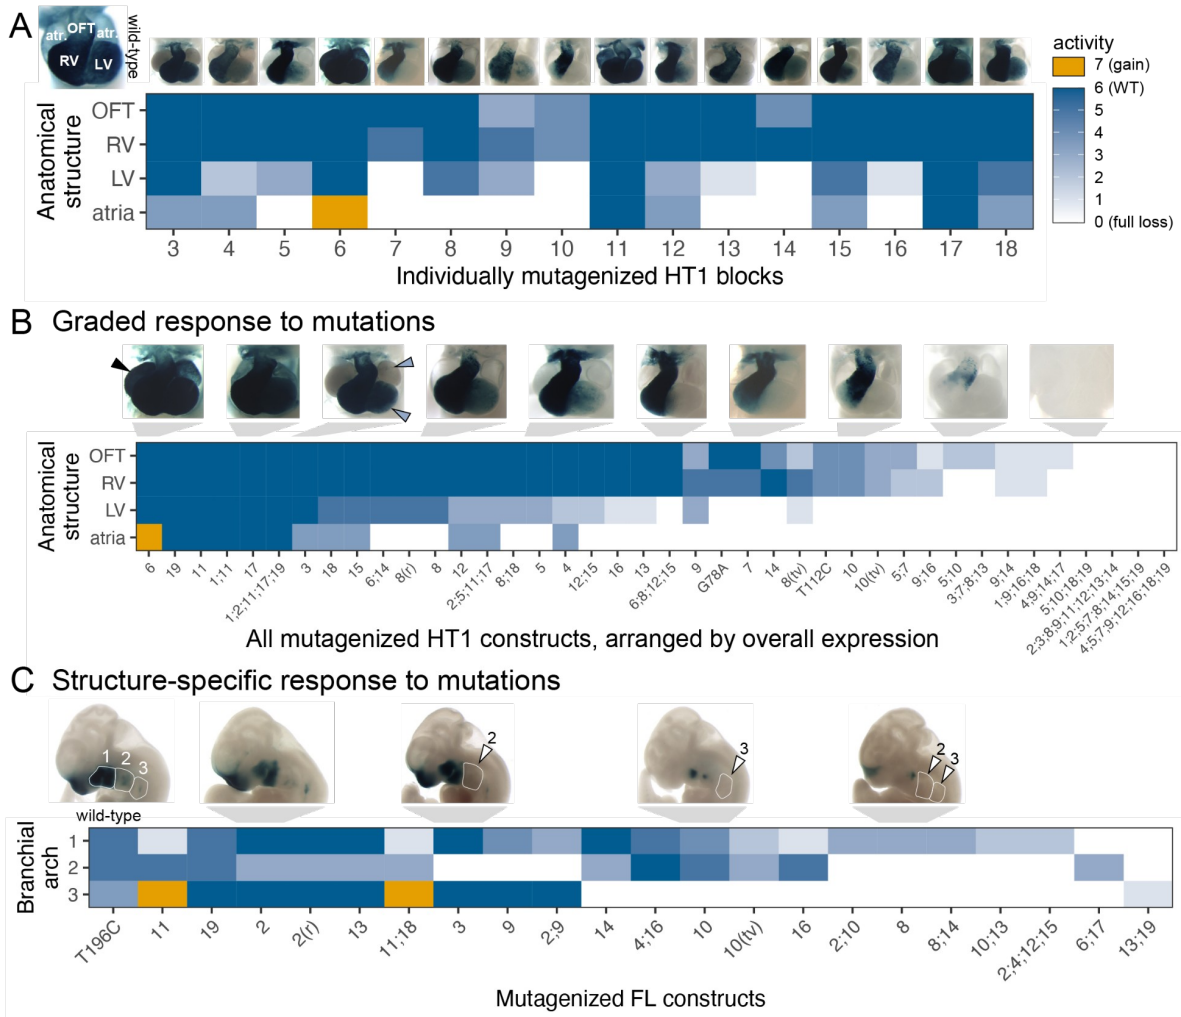 A
OFT
atr. atr.
RV LV
wild-type
activity
7 (gain)
6 (WT)
5
4
3
2
1
0 (full loss)
Anatomical
structure
OFT
RV
LV
atria
3 4 5 6 7 8 9 10 11 12 13 14 15 16 17 18
Individually mutagenized HT1 blocks
B Graded response to mutations
Anatomical
structure
OFT
RV
LV
atria
6 19 11 1;11 17 1;2;11;17;19 3 18 15 6;14 8(r) 8 12 2;5;11;17 8;18 5 4 12;15 16 13 6;8;12;15 9 G78A 7 14 8(tv) T112C 10 10(tv) 5;7 9;16 5;10 3;7;8;13 9;14 1;9;16;18 4;9;14;17 5;10;18;19 2;3;8;9;11;12;13;14 1;2;5;7;8;14;15;19 4;5;7;9;12;16;18;19
All mutagenized HT1 constructs, arranged by overall expression
C Structure-specific response to mutations
1 2 3
2
3
2
3
wild-type
Branchial
arch
1
2
3
T196C 11 19 2 2(r) 13 11;18 3 9 2;9 14 4;16 10 10(tv) 16 2;10 8 8;14 10;13 2;4;12;15 6;17 13;19
Mutagenized FL constructs